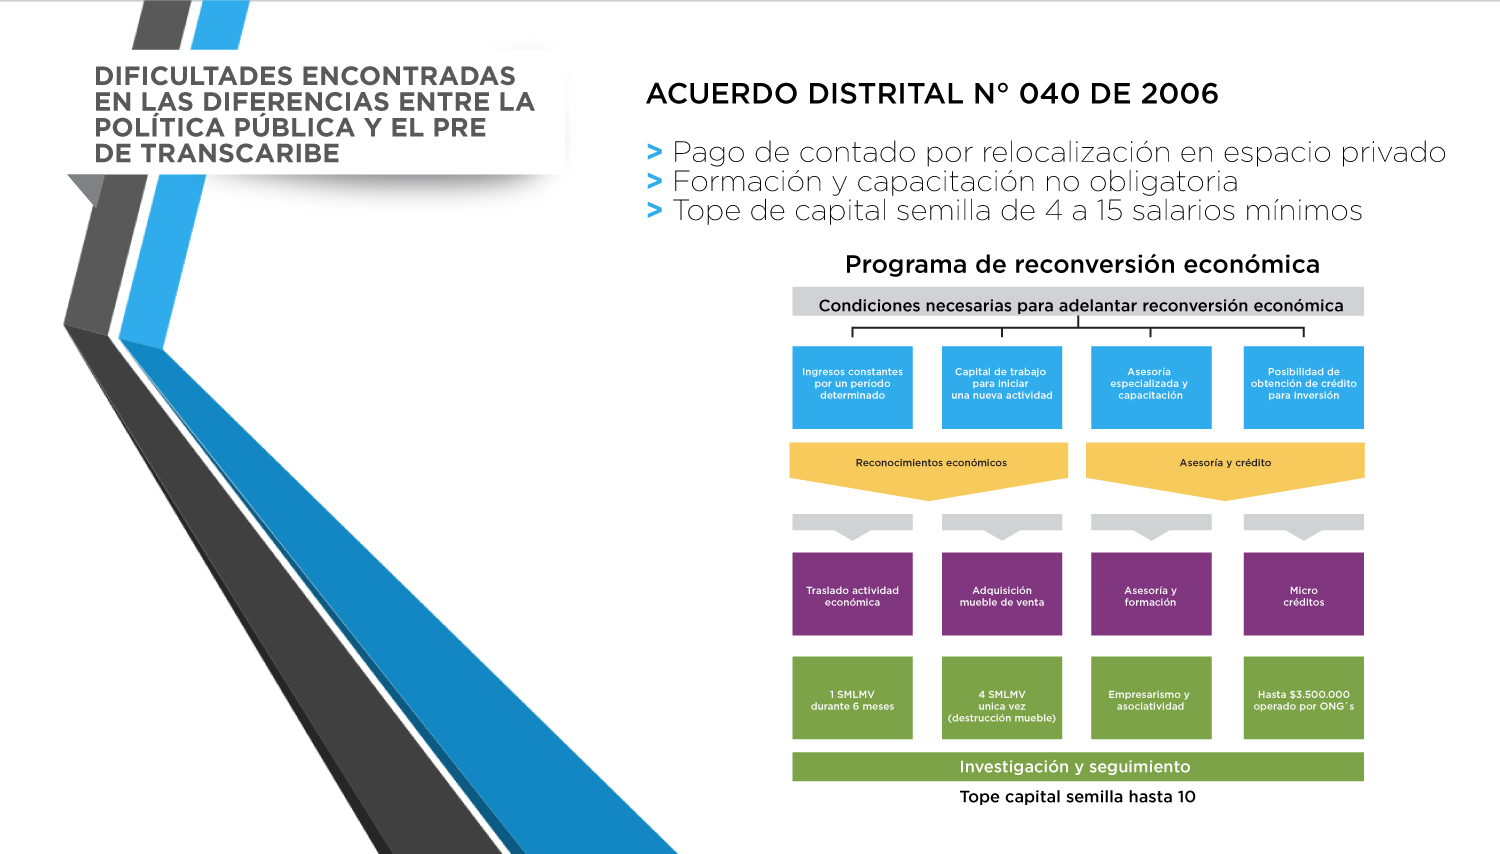 DIFICULTADES ENCONTRADAS
EN LAS DIFERENCIAS ENTRE LA
POLÍTICA PÚBLICA Y EL PRE
DE TRANSCARIBE
ACUERDO DISTRITAL N° 040 DE 2006
> Pago de contado por relocalización en espacio privado
> Formación y capacitación no obligatoria
> Tope de capital semilla de 4 a 15 salarios mínimos
Programa de reconversión económica
Condiciones necesarias para adelantar reconversión económica
Ingresos constantes
por un período
determinado
Capital de trabajo
para iniciar
una nueva actividad
Asesoría
especializada y
capacitación
Posibilidad de
obtención de crédito
para inversión
Reconocimientos económicos
Asesoría y crédito
Traslado actividad
económica
Adquisición
mueble de venta
Asesoría y
formación
Micro
créditos
1 SMLMV
durante 6 meses
4 SMLMV
unica vez
(destrucción mueble)
Empresarismo y
asociatividad
Hasta $3.500.000
operado por ONG´s
Investigación y seguimiento
Tope capital semilla hasta 10